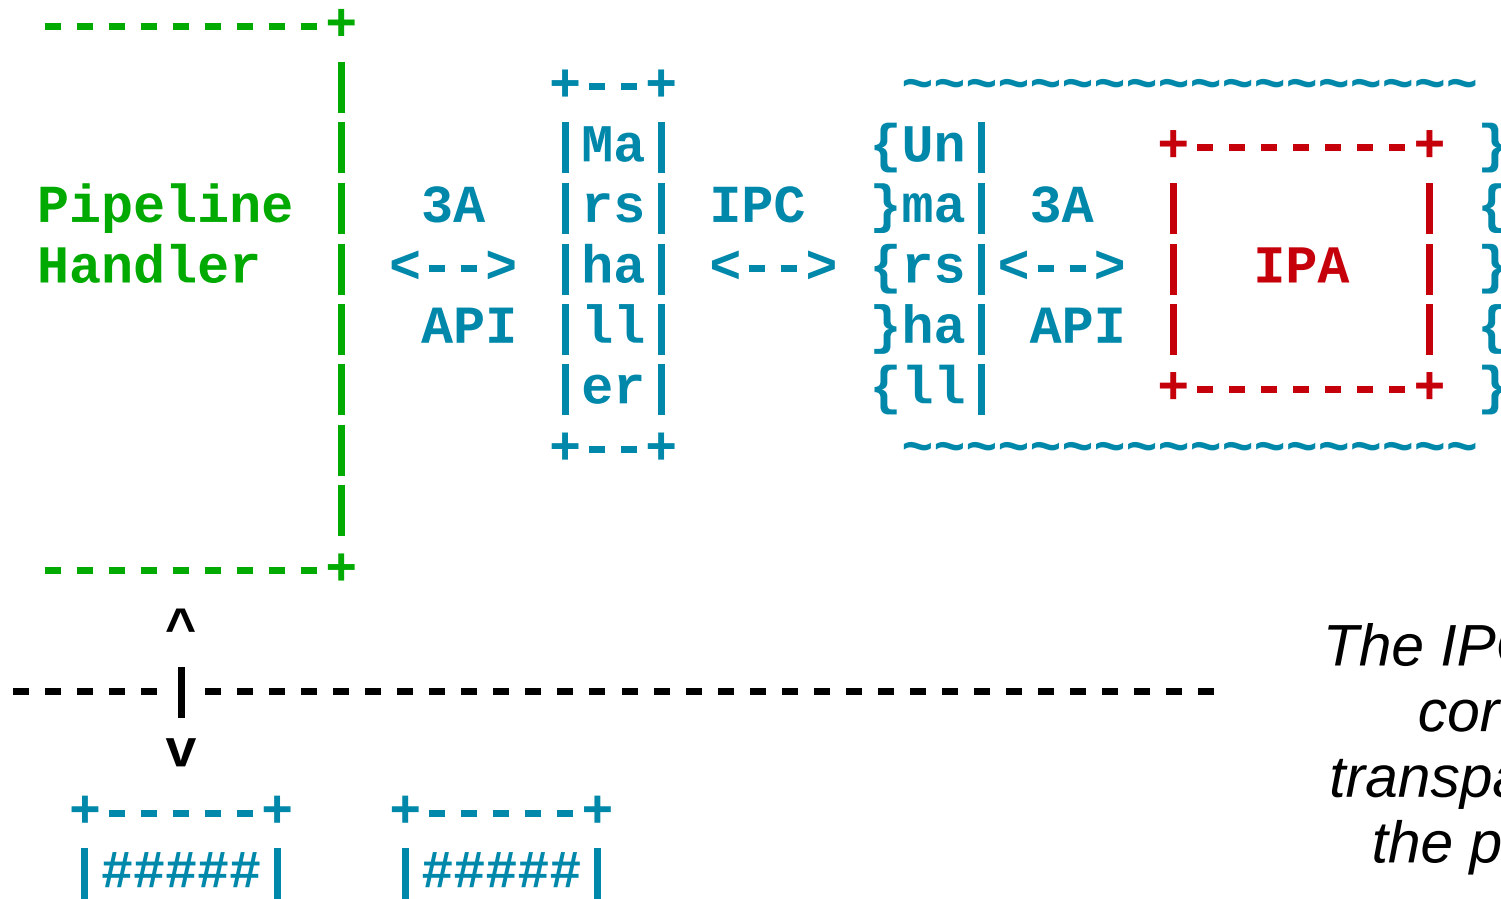 ----------+
          |      +--+       ~~~~~~~~~~~~~~~~~~
          |      |Ma|      {Un|     +-------+ }
Pipeline  |  3A  |rs| IPC  }ma| 3A  |       | {
Handler   | <--> |ha| <--> {rs|<--> |  IPA  | }
          |  API |ll|      }ha| API |       | {
          |      |er|      {ll|     +-------+ }
          |      +--+       ~~~~~~~~~~~~~~~~~~
          |
----------+
^
-----|--------------------------------
v
+-----+   +-----+
|#####|   |#####|
The IP
cor
transpa
the p